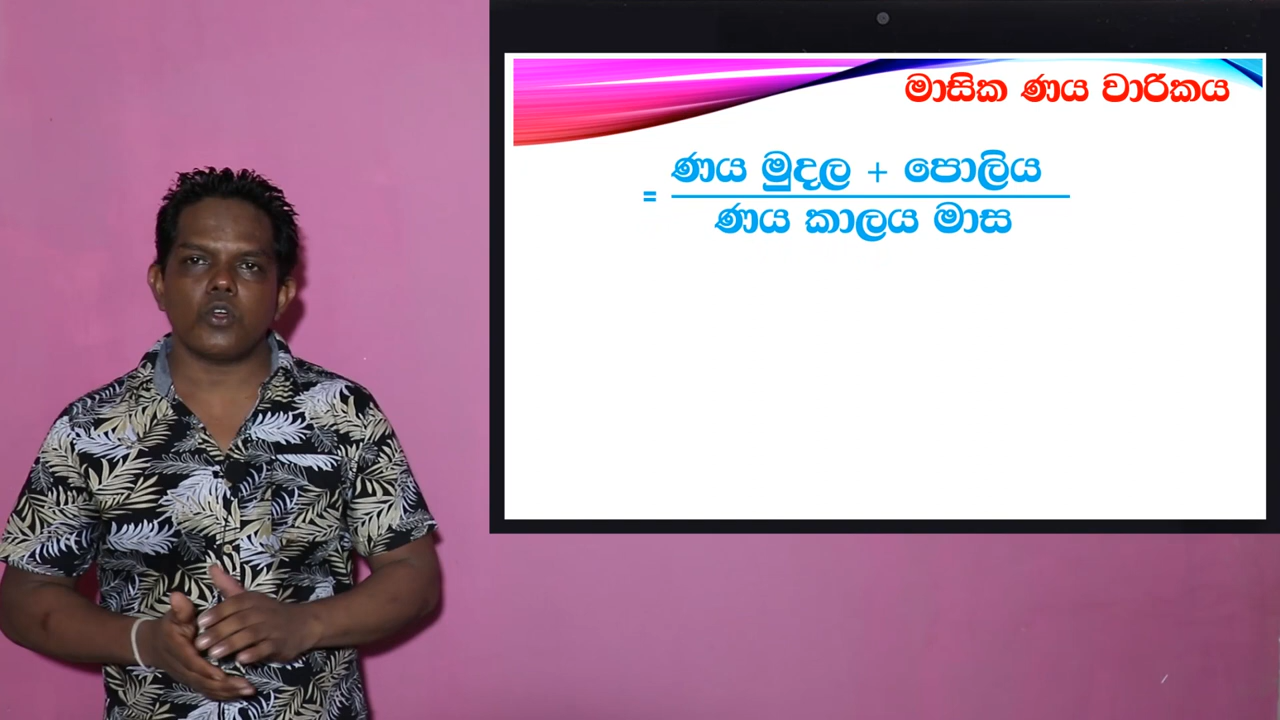 මාසික ණය වාරිකය
= ණය මුදල + පොලිය
ණය කාලය මාස